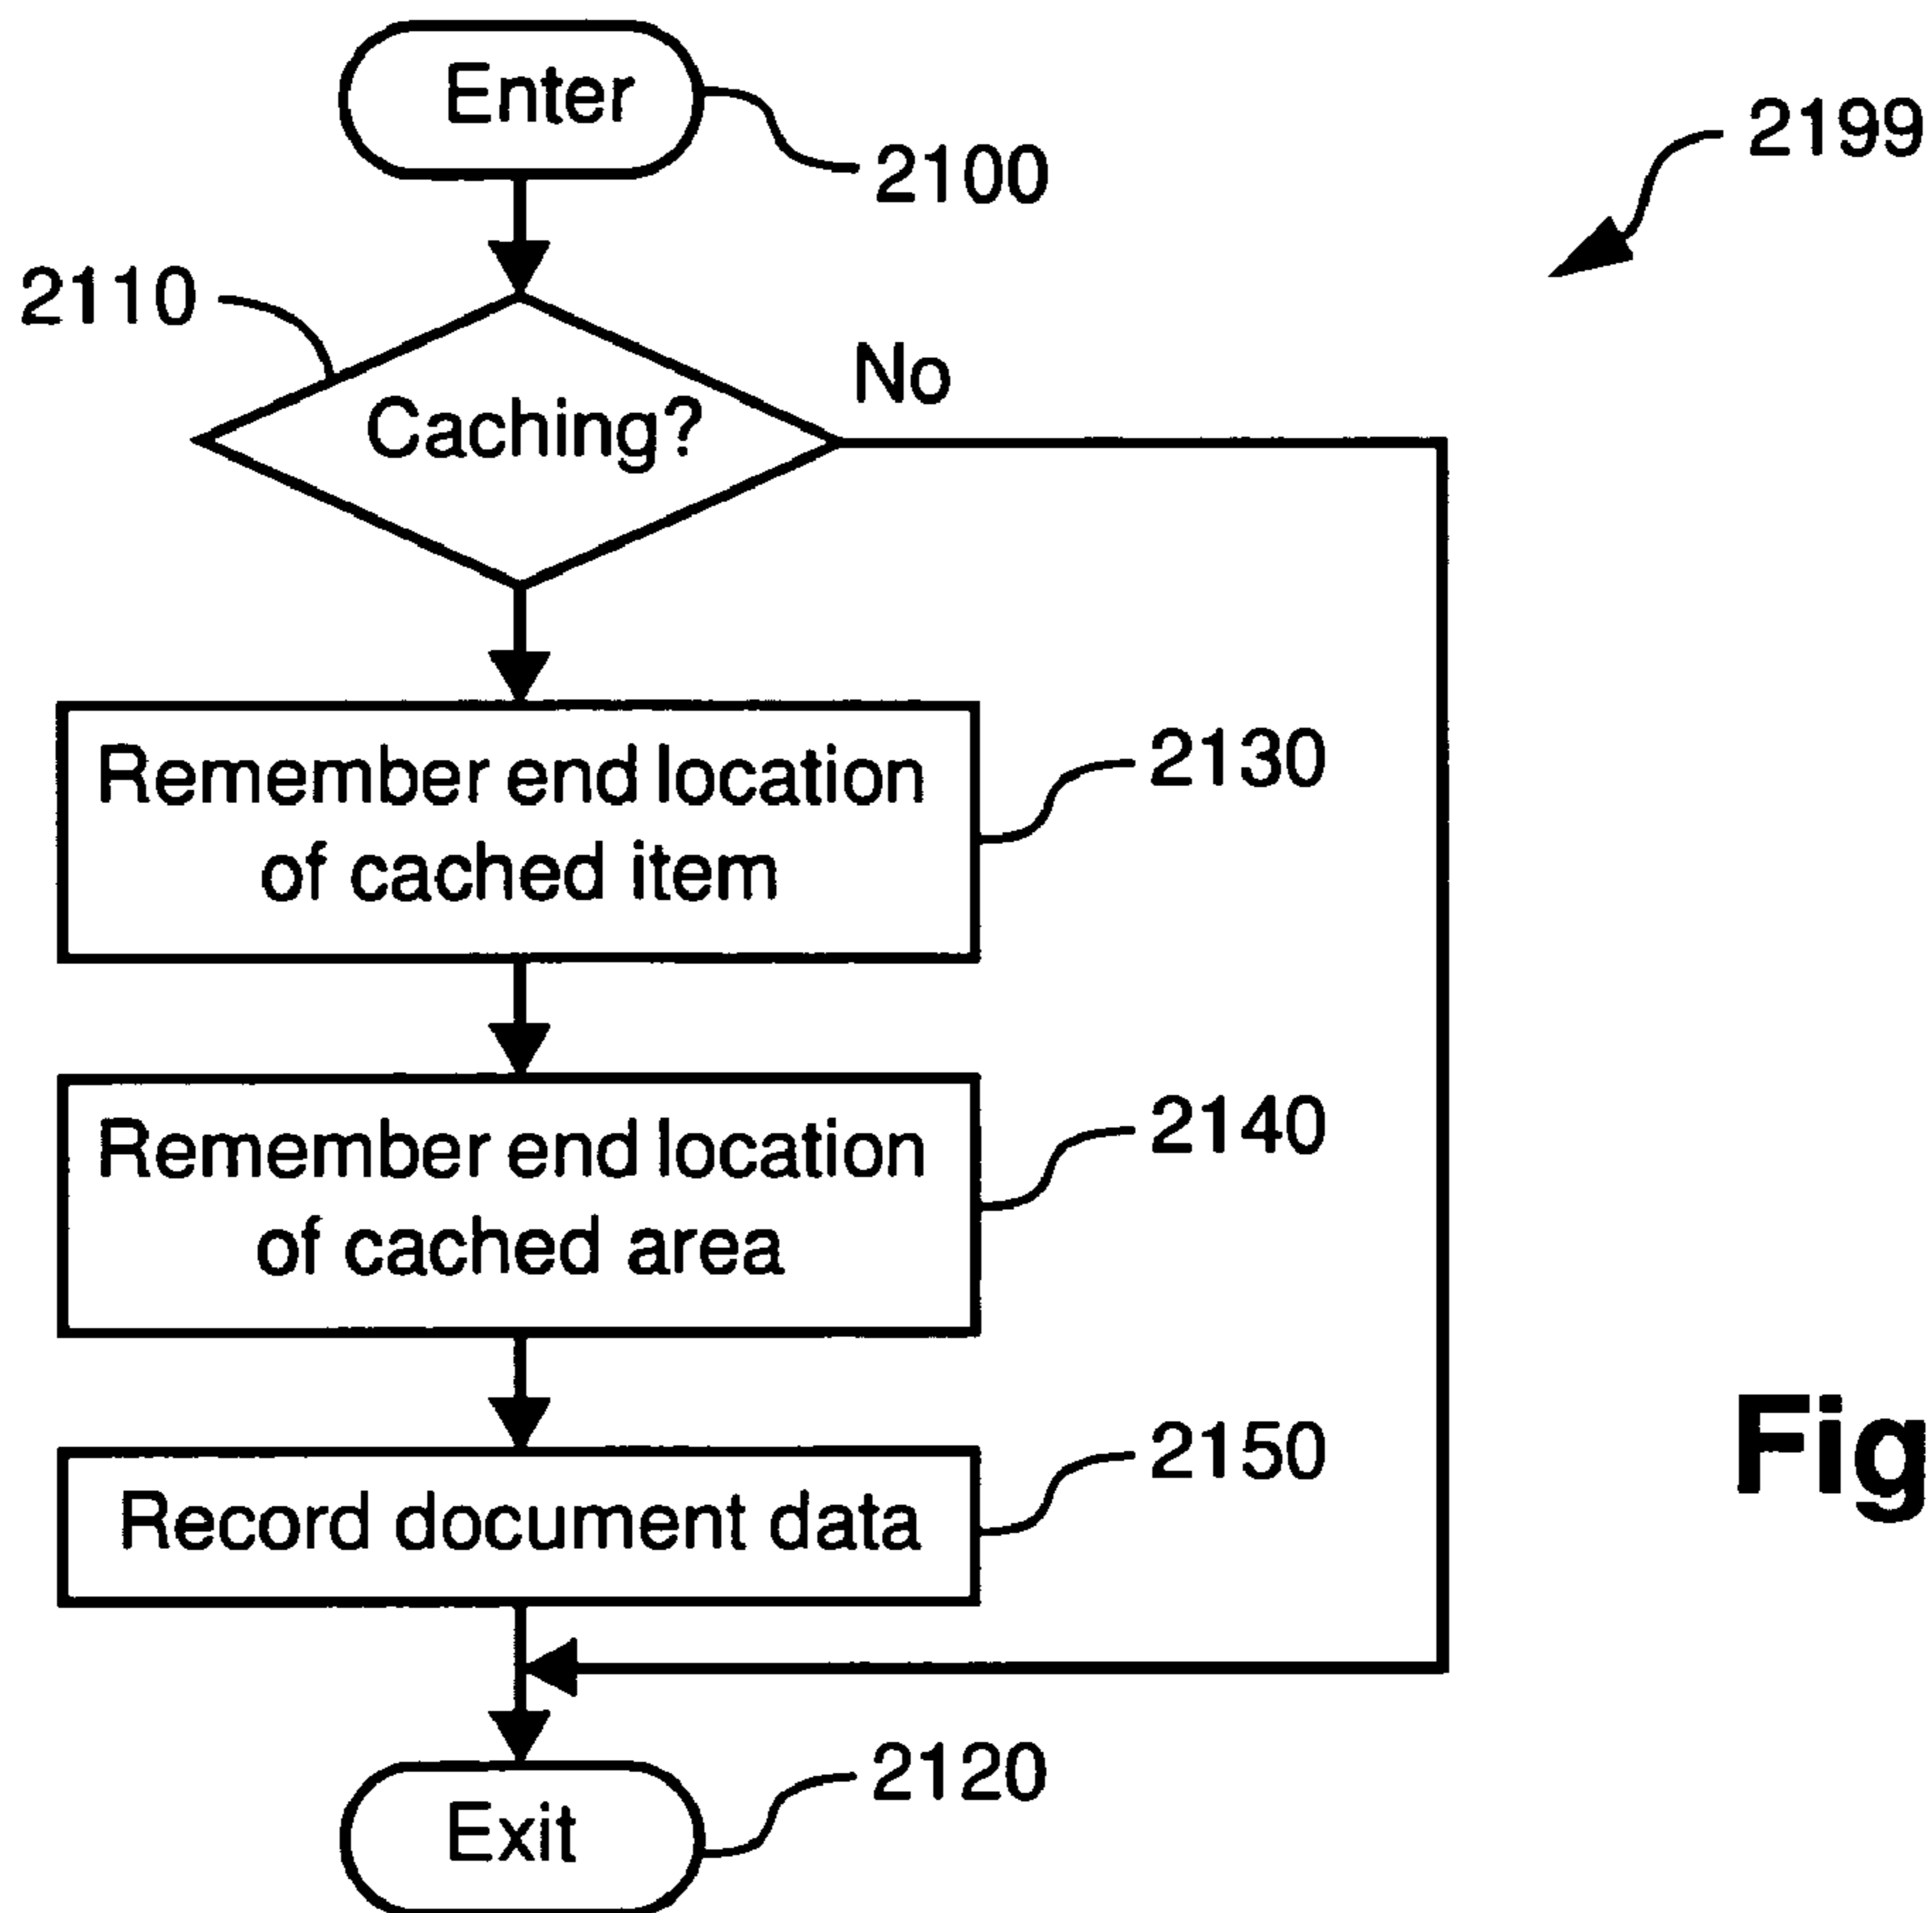 Enter
2100
2199
2110
No
Caching?
Remember end location
of cached item
2130
Remember end location
of cached area
2140
Record document data
2150
Fig
Exit
2120